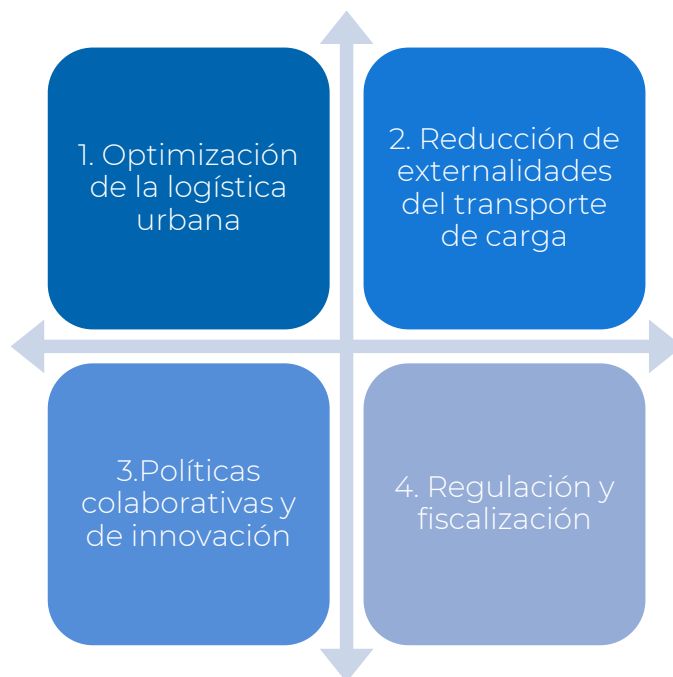 1. Optimización
de la logística
urbana
2. Reducción de
externalidades
del transporte
de carga
3.Políticas
colaborativas y
de innovación
4. Regulación y
fiscalización